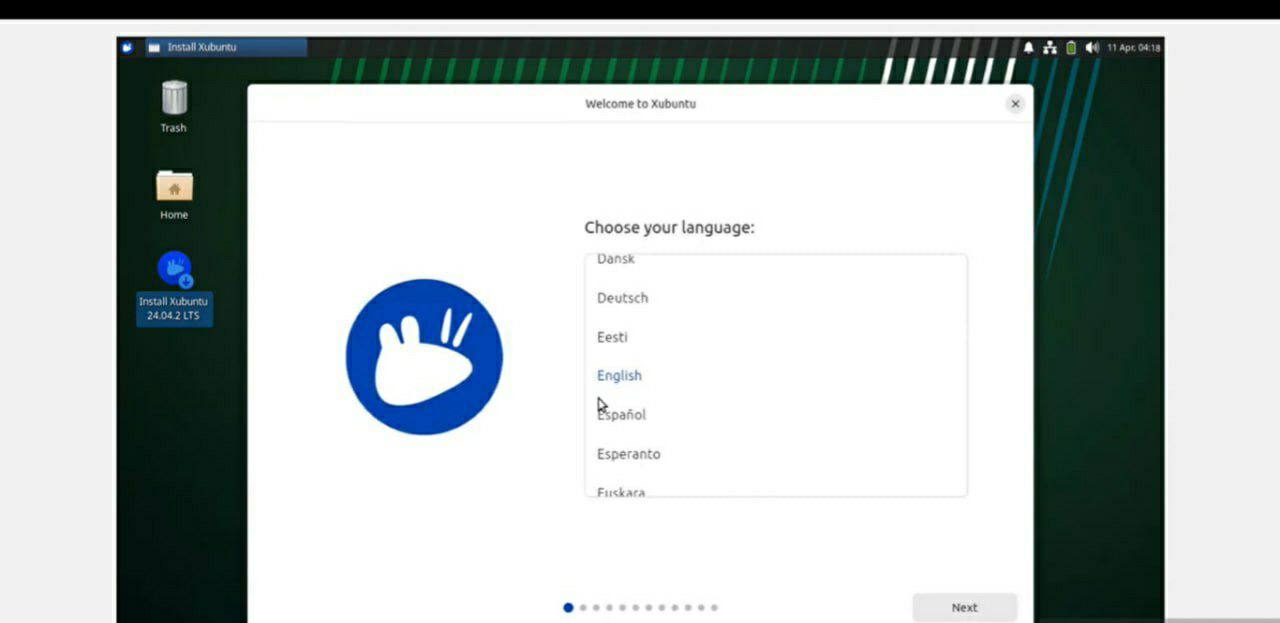 Install Xubuntu
11 Apr, 04:18
Trash
Home
Install Xubuntu
24.04.2 LTS
Welcome to Xubuntu
Choose your language:
Dansk
Deutsch
Eesti
English
Español
Esperanto
Euskara
Next